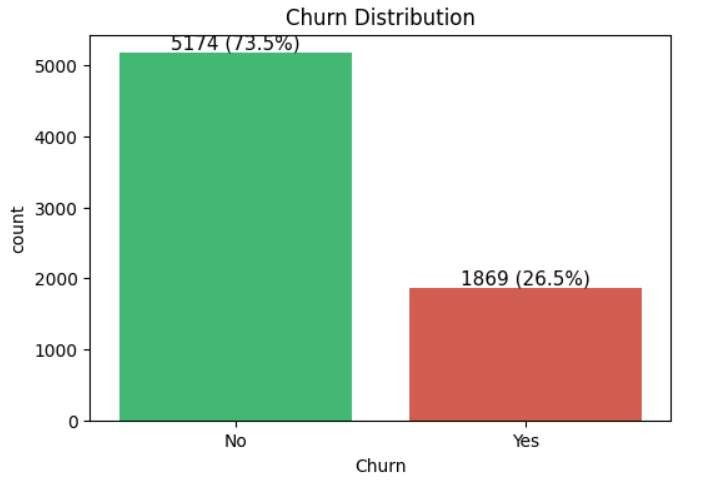 Churn Distribution
5174 (73.5%)
5000
4000
3000
1869 (26.5%)
2000
1000
0
count
No
Yes
Churn